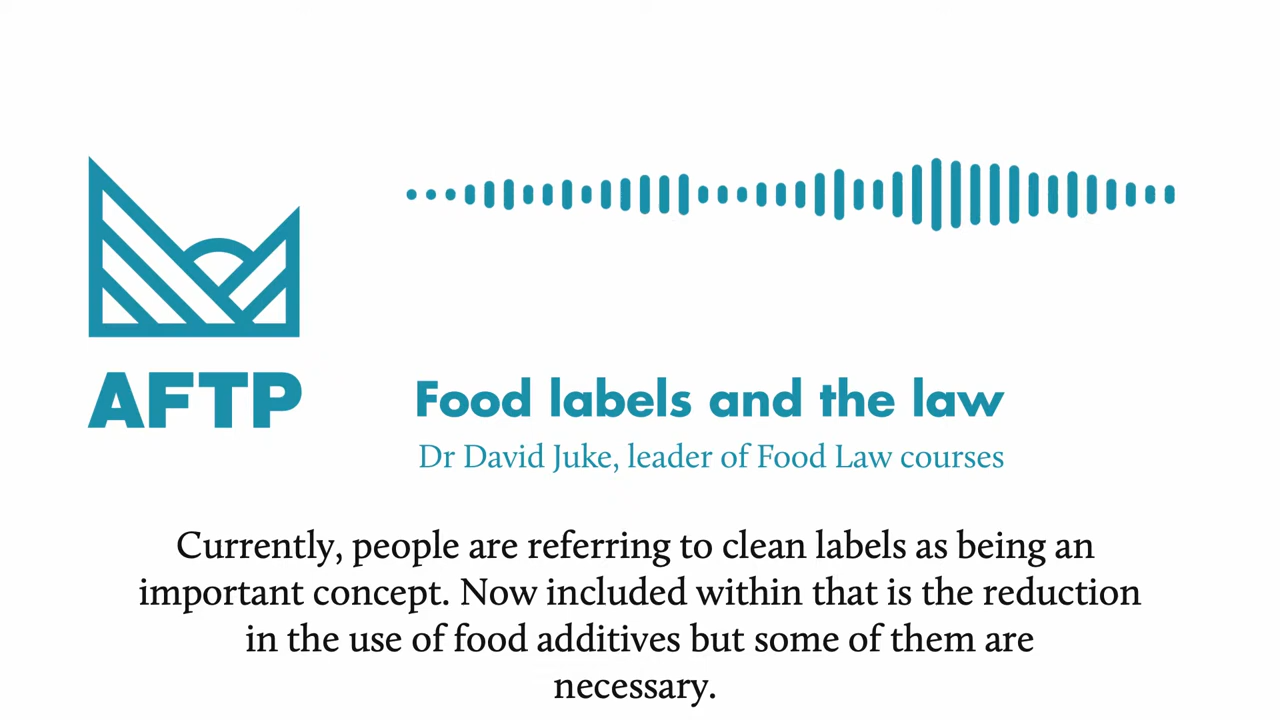 AFTP
Food labels and the law
Dr David Juke, leader of Food Law courses
Currently, people are referring to clean labels as being an
important concept. Now included within that is the reduction
in the use of food additives but some of them are
necessary.